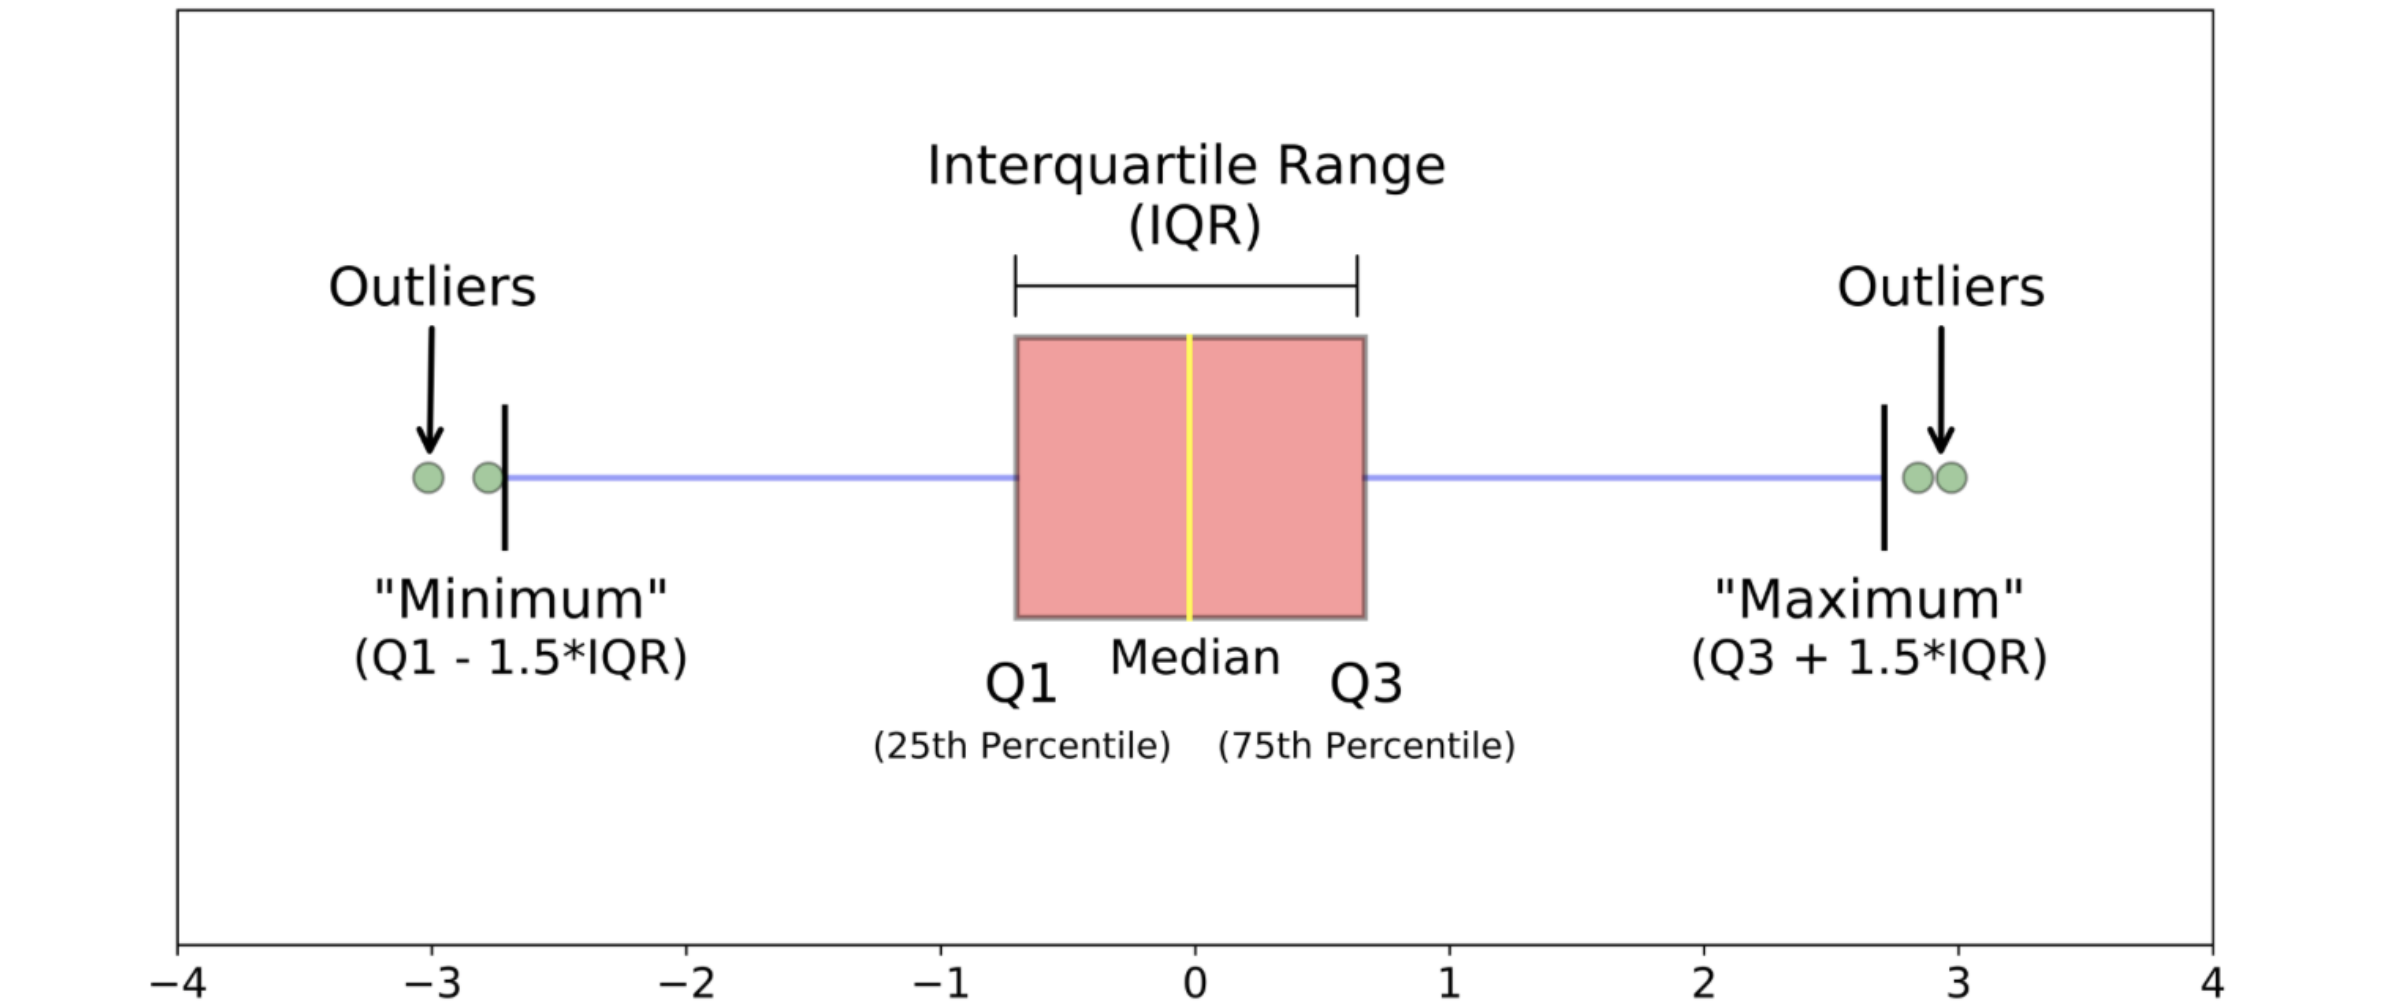 Interquartile Range
(IQR)
Outliers
Outliers
"Minimum"
(Q1 - 1.5*IQR)
"Maximum"
(Q3 + 1.5*IQR)
Median
Q1
Q3
(25th Percentile)
(75th Percentile)
−4 −3 −2 −1 0 1 2 3 4